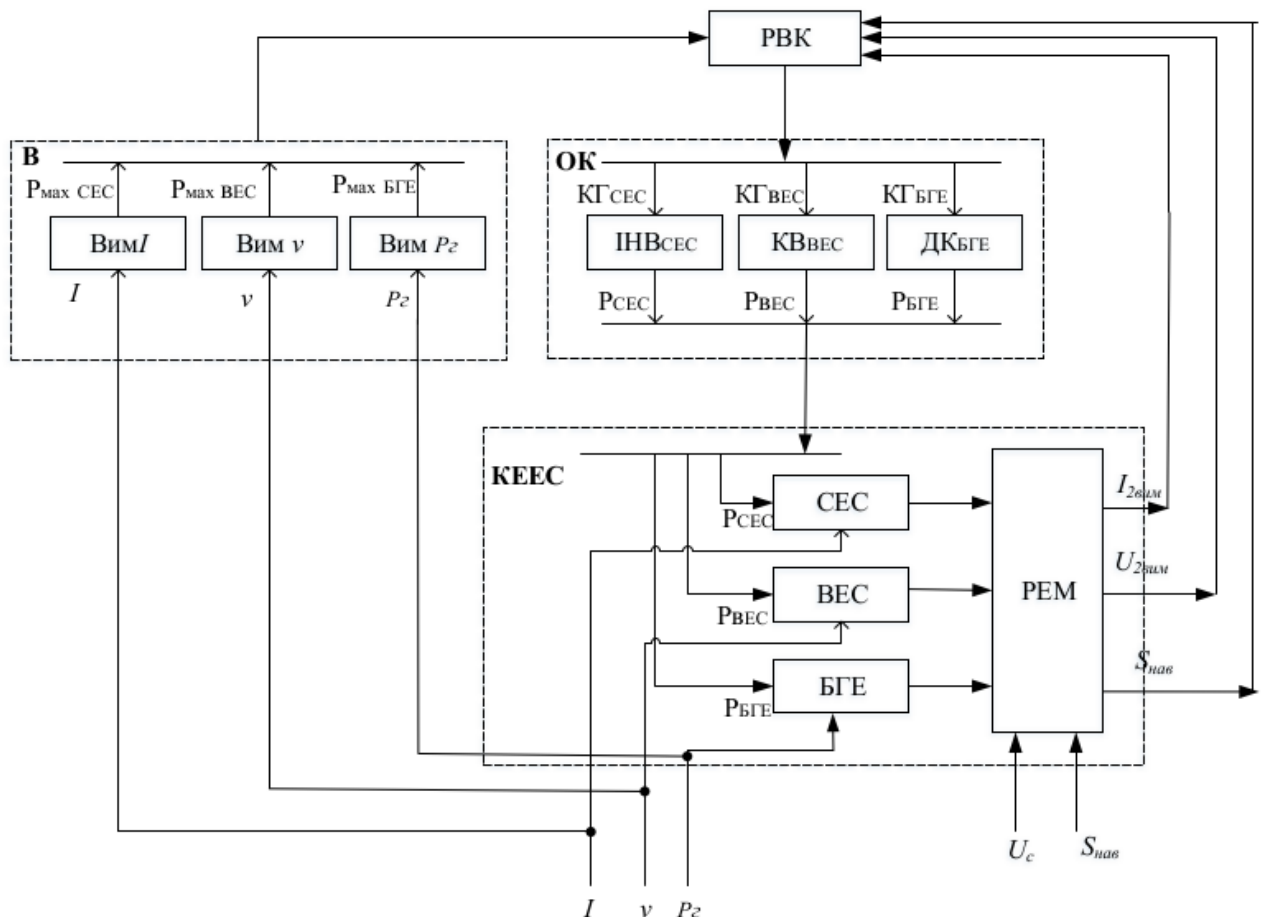 РВК
В
ОК
Pмах СЕС
Pмах ВЕС
Pмах БГЕ
КГСЕС
КГВЕС
КГБГЕ
ВимI
Вим v
Вим Pг
ІНВСЕС
КВВЕС
ДКБГЕ
I
v
Pг
PСЕС
PВЕС
PБГЕ
КЕЕС
СЕС
PСЕС
I2вим
ВЕС
PВЕС
РЕМ
U2вим
БГЕ
PБГЕ
Sнав
Uc
Sнав
I
v
Pг